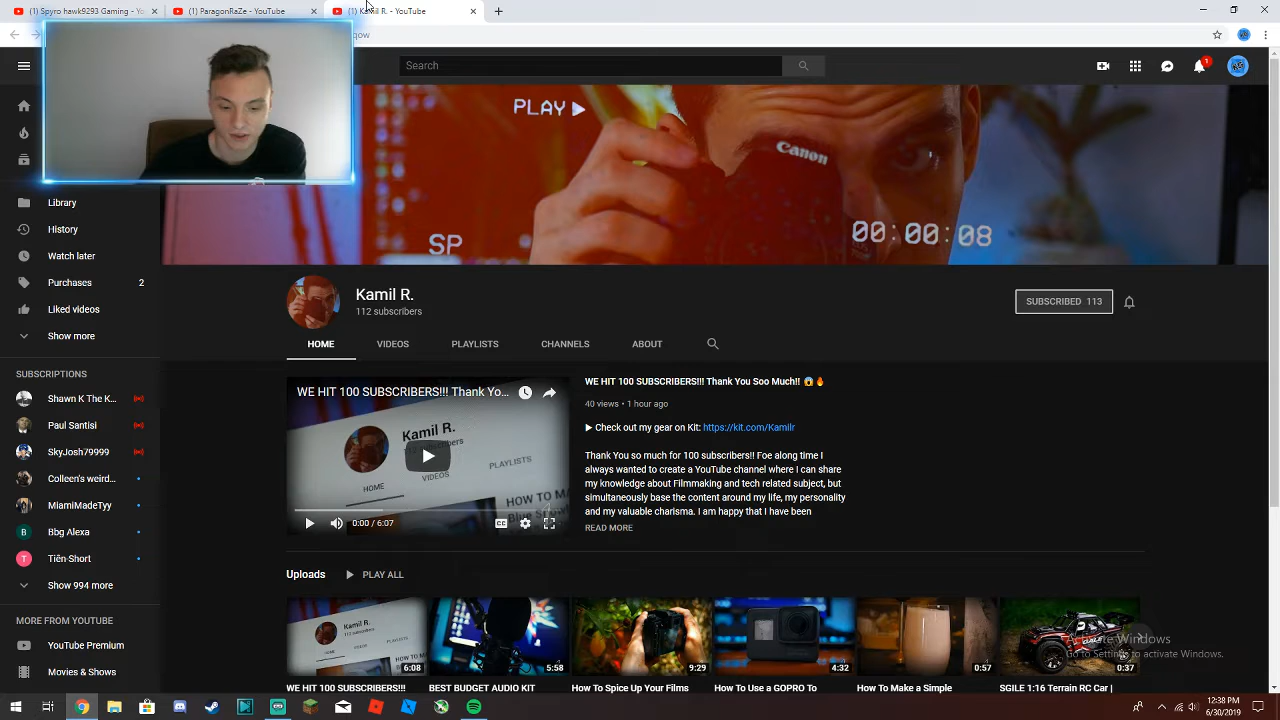 (1) Spyro hawk9293 Gaming - Yo
(1) ParagonRaZe - YouTube
(1) Kamil R. - YouTube
Search
1
PLAY
Canon
SP
00:00:08
Library
History
Watch later
Purchases 2
Liked videos
Show more
SUBSCRIPTIONS
Shawn K The K...
Paul Santisi
SkyJosh79999
Colleen's weird...
MiamiMadeTyy
B Bbg Alexa
T Tiên-Short
Show 994 more
MORE FROM YOUTUBE
YouTube Premium
Movies & Shows
Kamil R.
112 subscribers
SUBSCRIBED 113
HOME VIDEOS PLAYLISTS CHANNELS ABOUT
WE HIT 100 SUBSCRIBERS!!! Thank Yo...
Kamil R.
HOME VIDEOS PLAYLISTS
HOW TO M
0:00 / 6:07
CC
WE HIT 100 SUBSCRIBERS!!! Thank You Soo Much!! 😱🔥
40 views • 1 hour ago
▶ Check out my gear on Kit: https://kit.com/Kamilr
Thank You so much for 100 subscribers!! Foe along time I
always wanted to create a YouTube channel where I can share
my knowledge about Filmmaking and tech related subject, but
simultaneously base the content around my life, my personality
and my valuable charisma. I am happy that I have been
READ MORE
Uploads PLAY ALL
Kamil R.
6:08
5:58
9:29
4:32
0:57
0:37
WE HIT 100 SUBSCRIBERS!!!
BEST BUDGET AUDIO KIT
How To Spice Up Your Films
How To Use a GOPRO To
How To Make a Simple
SGILE 1:16 Terrain RC Car |
Activate Windows
Go to Settings to activate Windows.
12:38 PM
6/30/2019